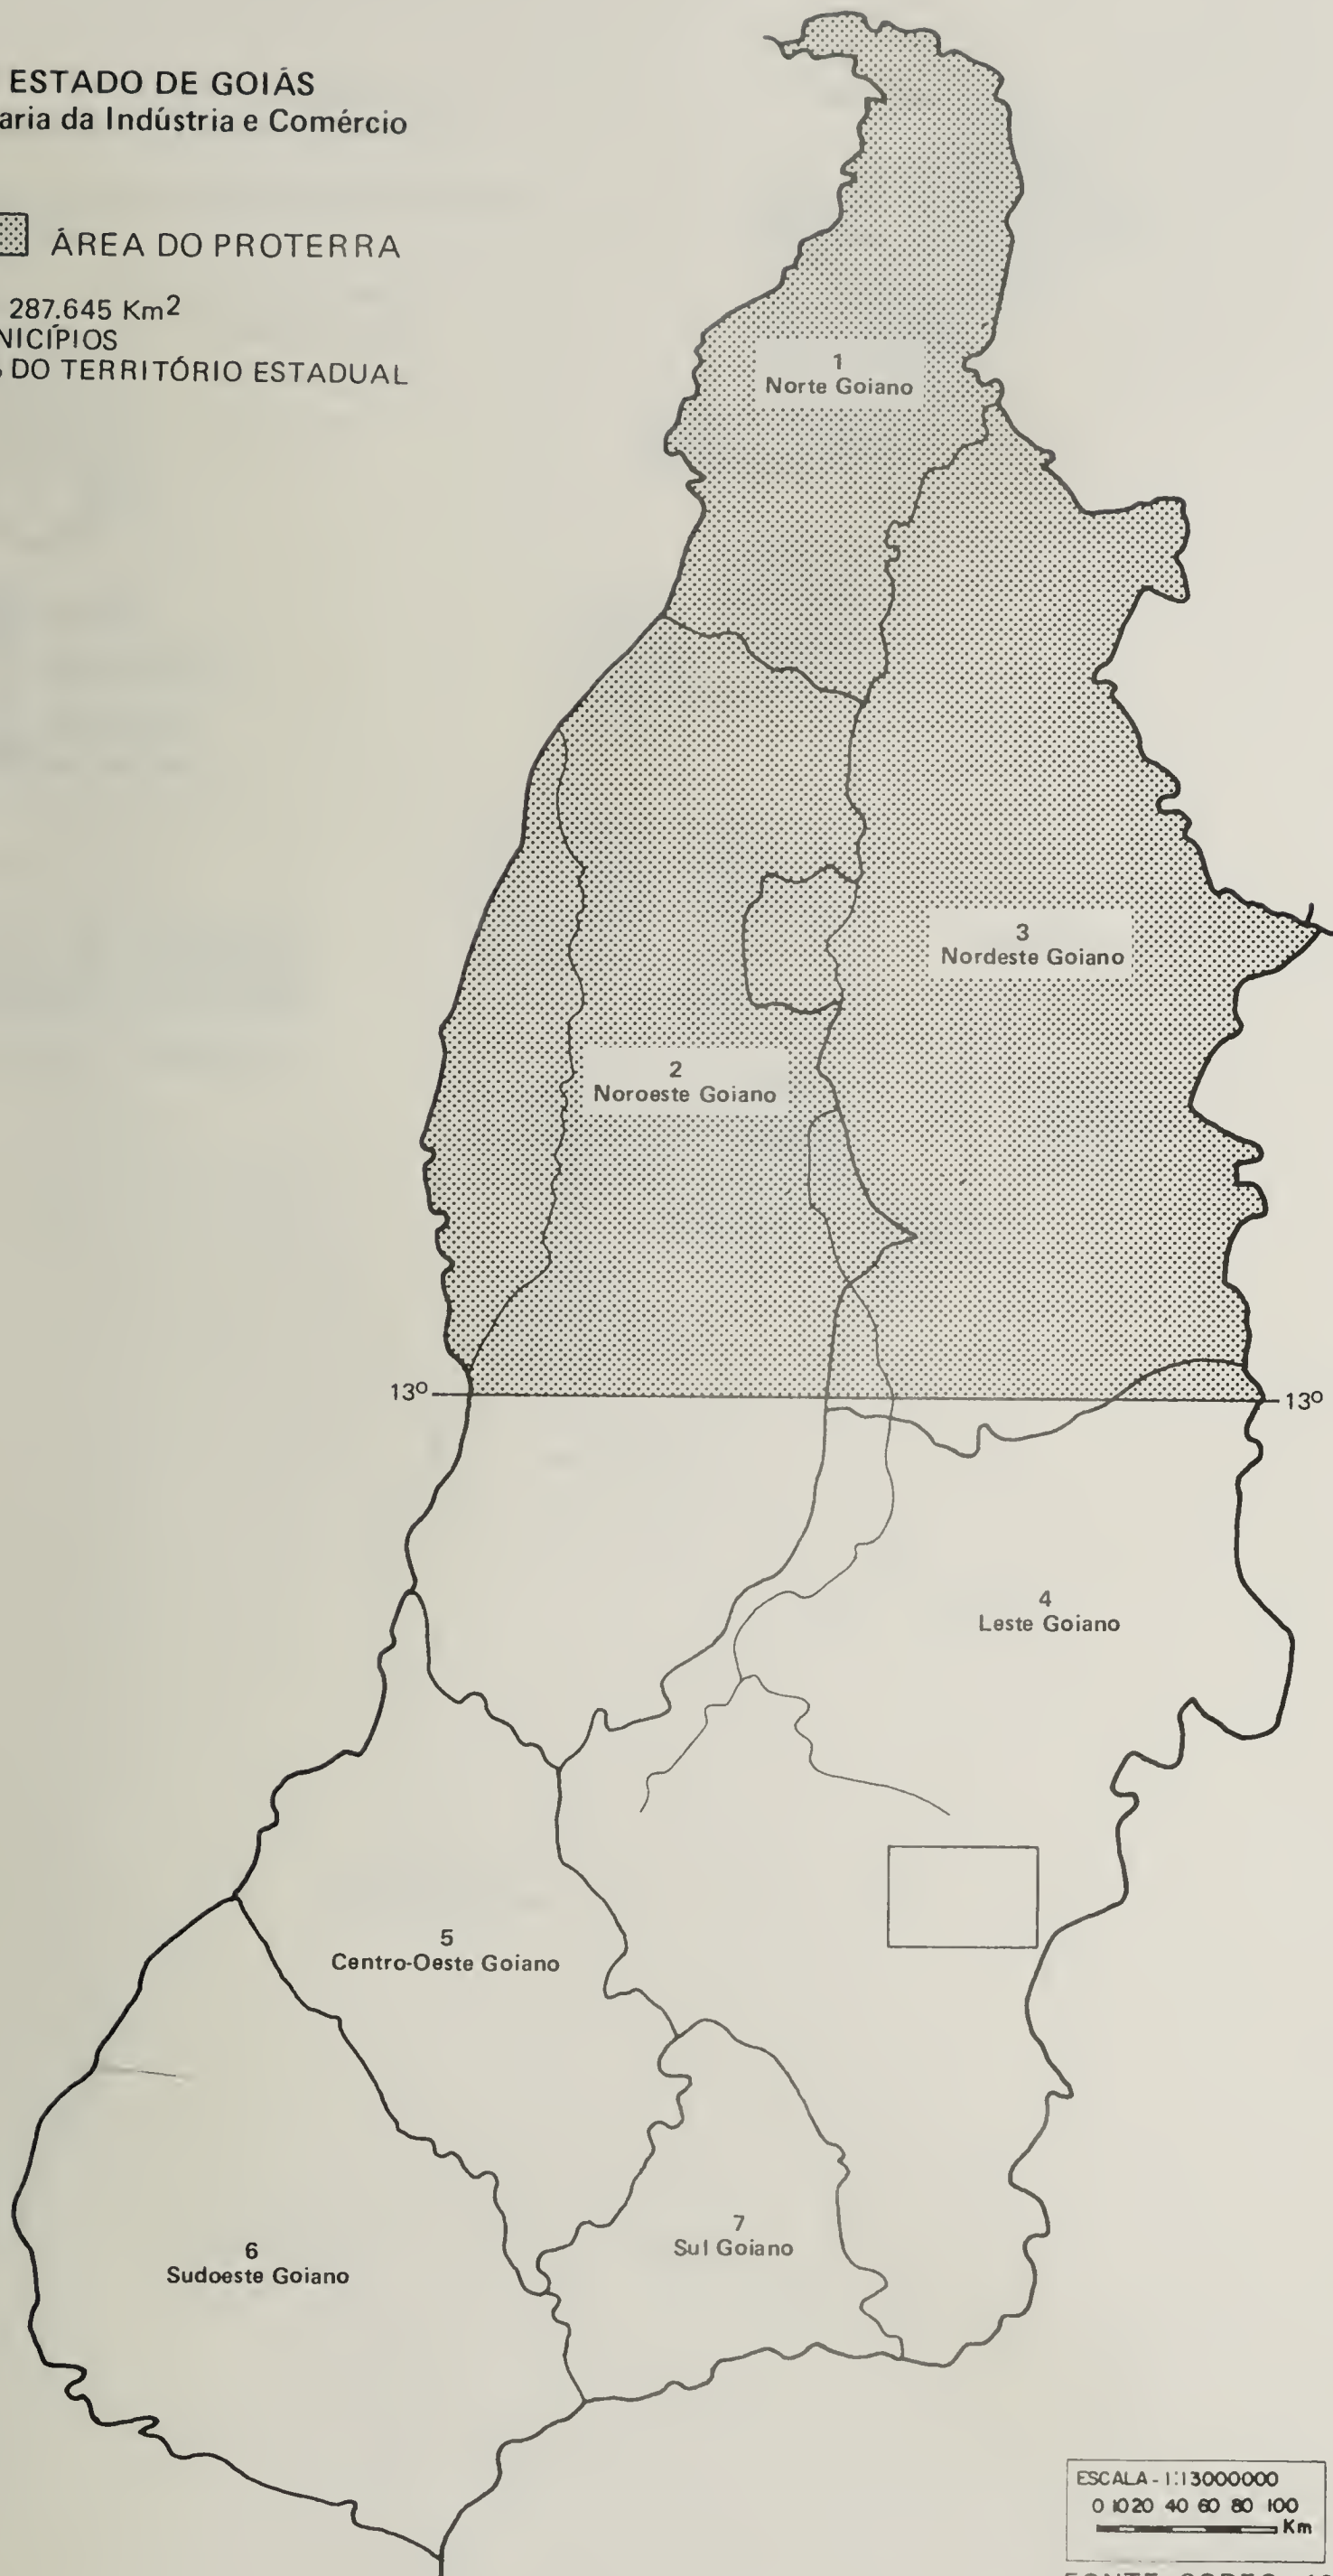 ESTADO DE GOIÁS
aria da Indústria e Comércio
ÁREA DO PROTERRA
287.645 Km²
NICÍPIOS
DO TERRITÓRIO ESTADUAL
1
Norte Goiano
3
Nordeste Goiano
2
Noroeste Goiano
13º
13º
4
Leste Goiano
5
Centro-Oeste Goiano
7
Sul Goiano
6
Sudoeste Goiano
ESCALA - 1:13000000
0 10 20 40 60 80 100
Km